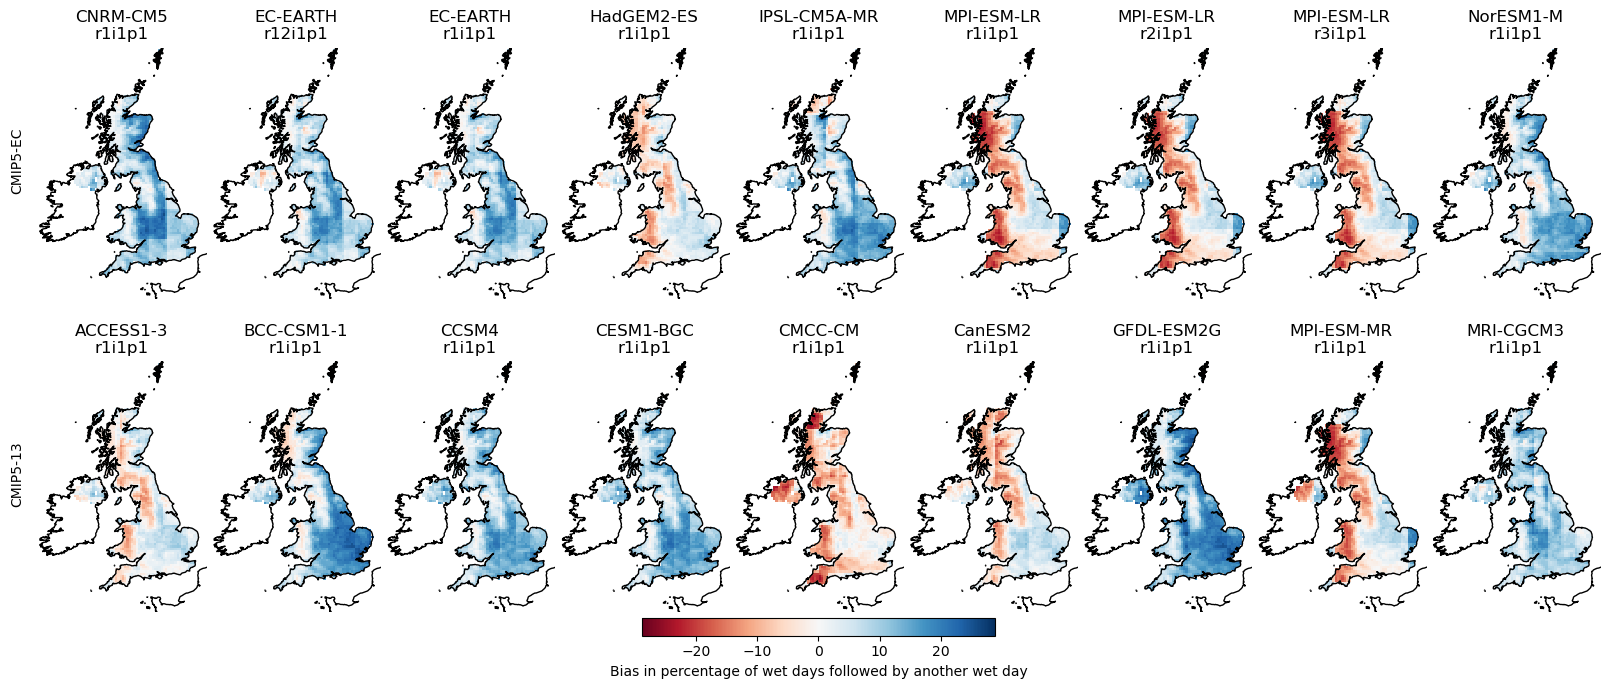 CNRM-CM5
r1i1p1
EC-EARTH
r12i1p1
EC-EARTH
r1i1p1
HadGEM2-ES
r1i1p1
IPSL-CM5A-MR
r1i1p1
MPI-ESM-LR
r1i1p1
MPI-ESM-LR
r2i1p1
MPI-ESM-LR
r3i1p1
NorESM1-M
r1i1p1
CMIP5-EC
ACCESS1-3
r1i1p1
BCC-CSM1-1
r1i1p1
CCSM4
r1i1p1
CESM1-BGC
r1i1p1
CMCC-CM
r1i1p1
CanESM2
r1i1p1
GFDL-ESM2G
r1i1p1
MPI-ESM-MR
r1i1p1
MRI-CGCM3
r1i1p1
CMIP5-13
−20 −10 0 10 20
Bias in percentage of wet days followed by another wet day